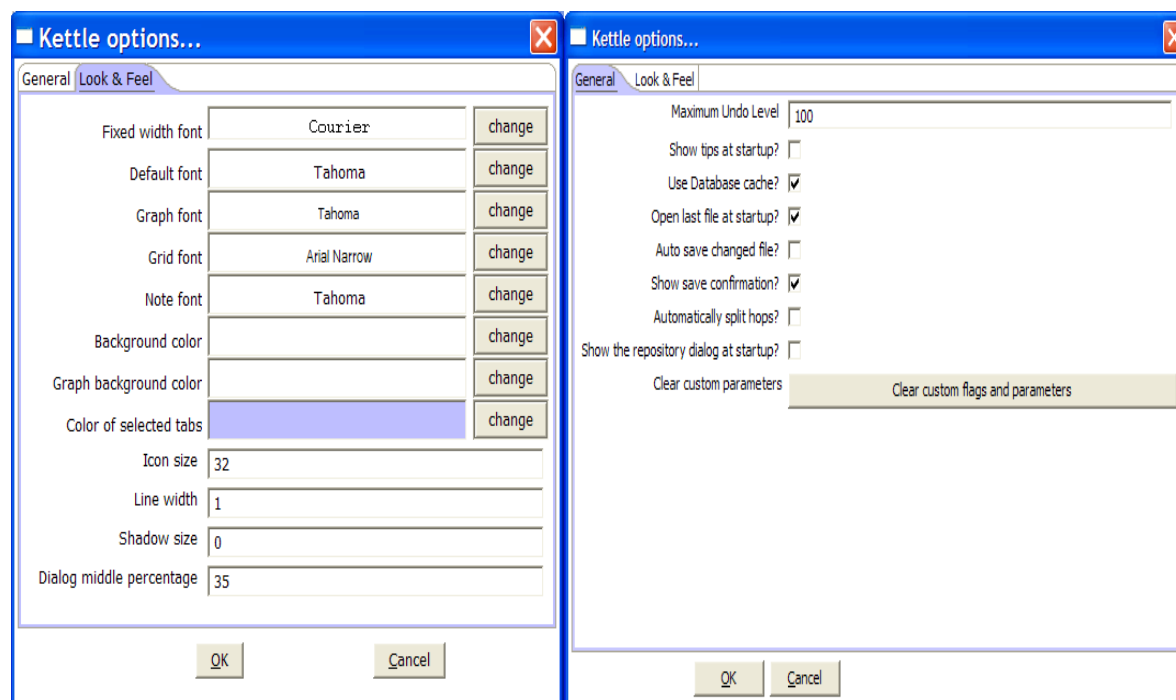 Kettle options...
General Look & Feel
Fixed width font Courier change
Default font Tahoma change
Graph font Tahoma change
Grid font Arial Narrow change
Note font Tahoma change
Background color change
Graph background color change
Color of selected tabs change
Icon size 32
Line width 1
Shadow size 0
Dialog middle percentage 35
OK Cancel
Kettle options...
General Look & Feel
Maximum Undo Level 100
Show tips at startup?
Use Database cache?
Open last file at startup?
Auto save changed file?
Show save confirmation?
Automatically split hops?
Show the repository dialog at startup?
Clear custom parameters Clear custom flags and parameters
OK Cancel